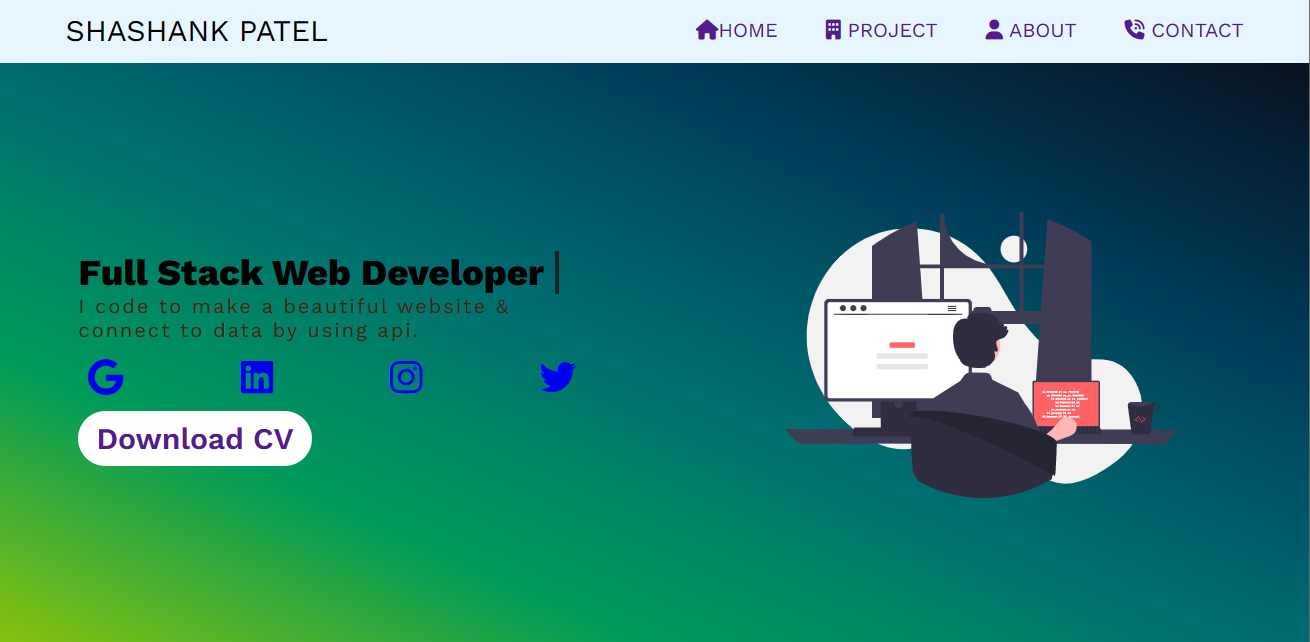 SHASHANK PATEL
HOME PROJECT ABOUT CONTACT
Full Stack Web Developer
I code to make a beautiful website &
connect to data by using api.
Download CV